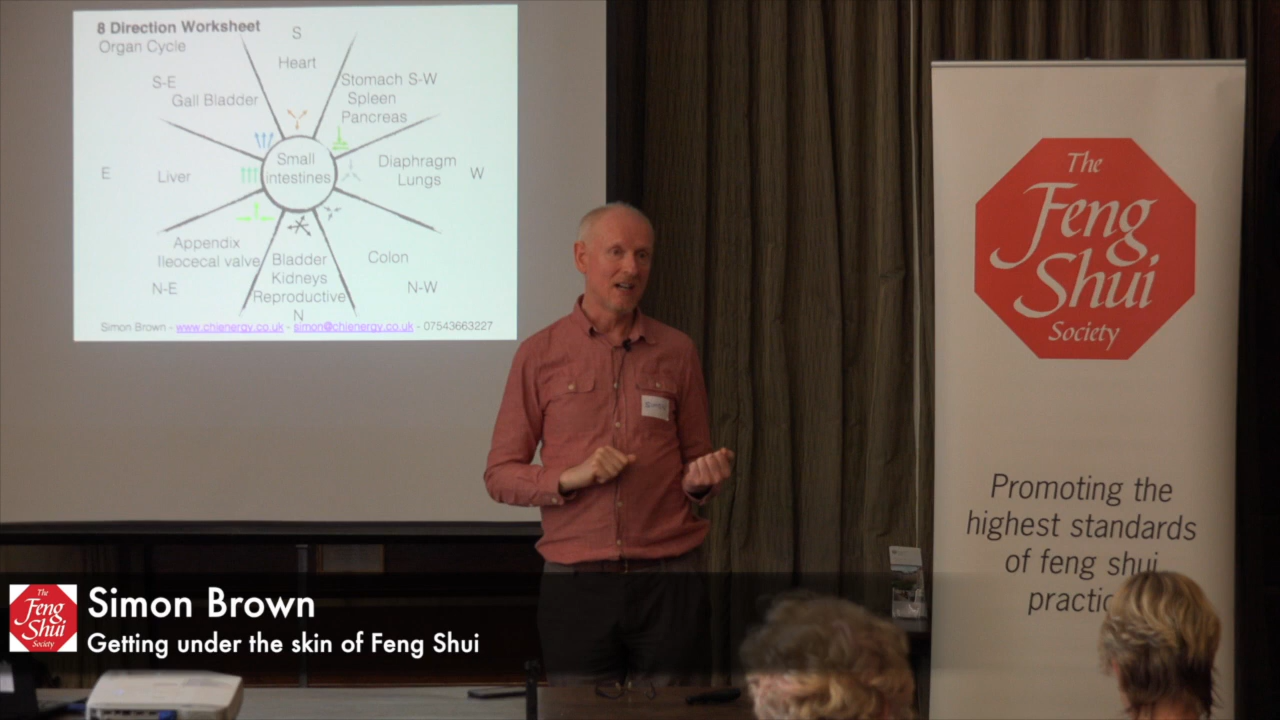 8 Direction Worksheet
Organ Cycle
S
Heart
S-E
Gall Bladder
Stomach S-W
Spleen
Pancreas
E
Liver
Small
intestines
Diaphragm
Lungs
W
Appendix
Ileocecal valve
N-E
Bladder
Kidneys
Reproductive
N
Colon
N-W
Simon Brown - www.chienergy.co.uk - simon@chienergy.co.uk - 07543663227
The
Feng
Shui
Society
Promoting the
highest standards
of feng shui
The
Feng
Shui
Society
Simon Brown
Getting under the skin of Feng Shui